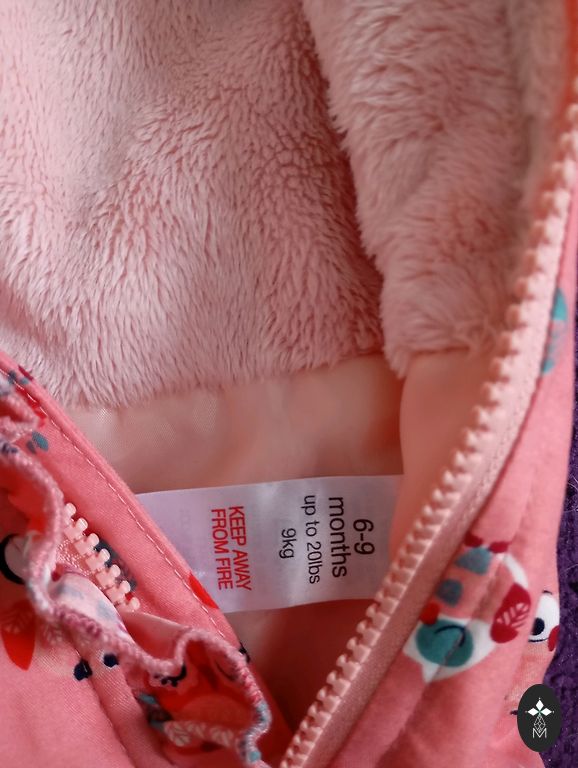 6-9
months
up to 20lbs
9kg
KEEP AWAY
FROM FIRE
M